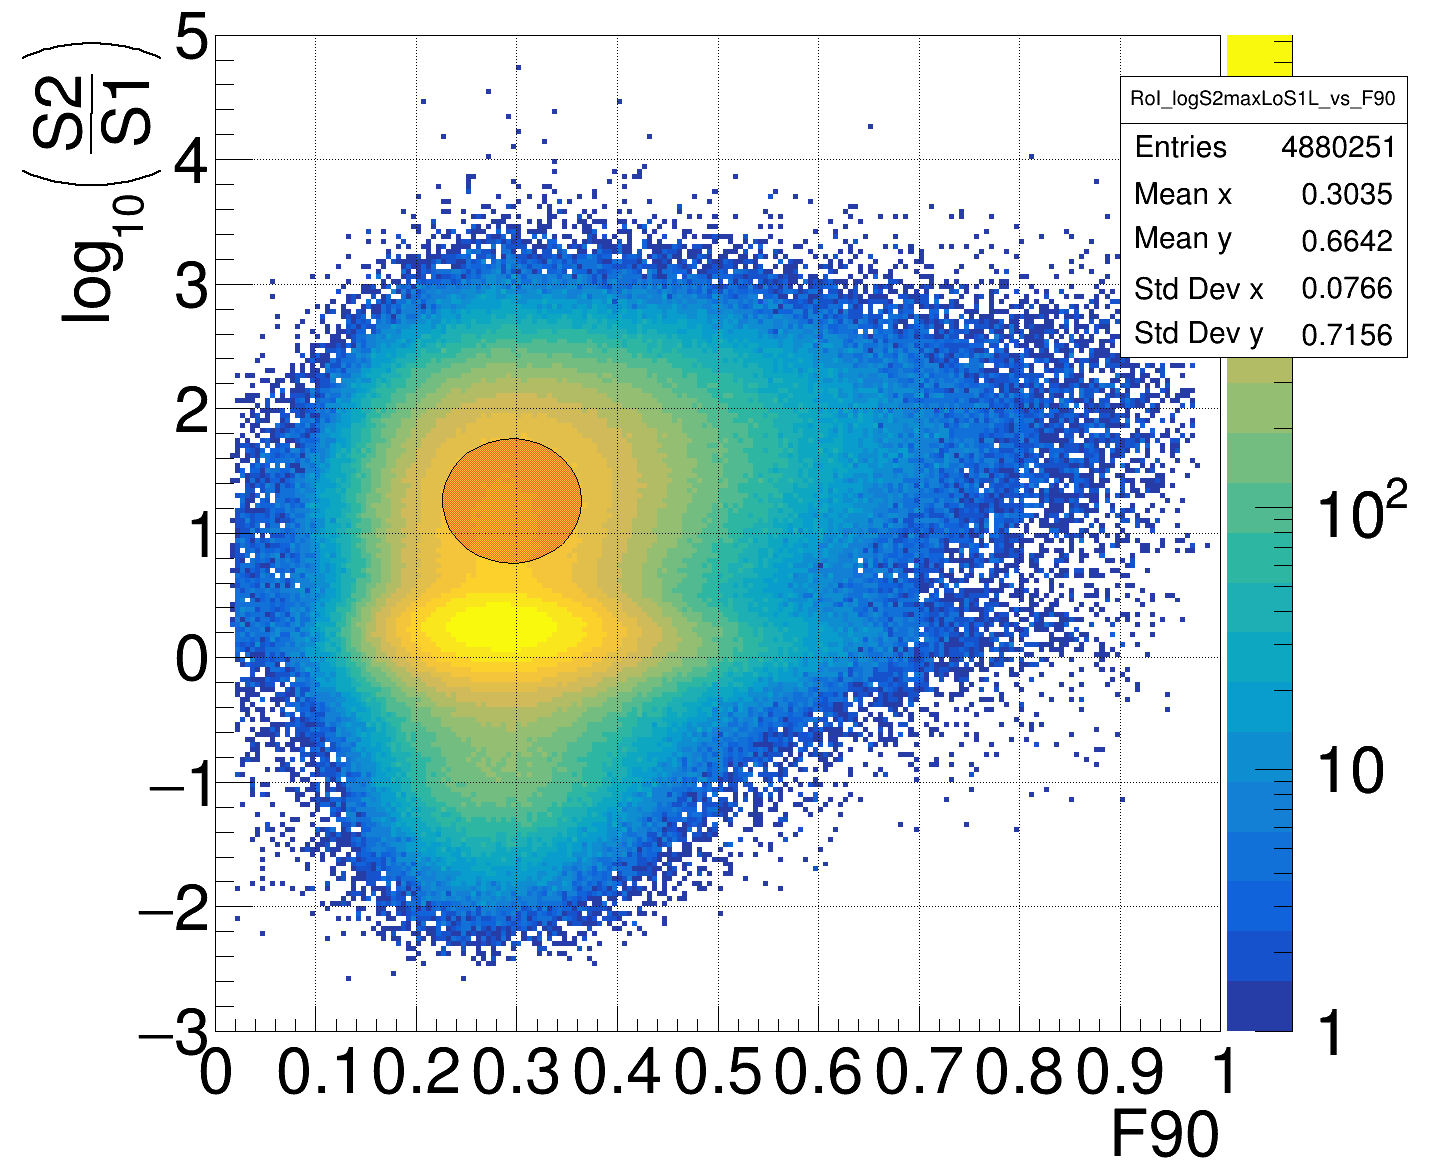 log10 (S2/S1)
5
4
3
2
1
0
−1
−2
−3
0 0.1 0.2 0.3 0.4 0.5 0.6 0.7 0.8 0.9 1
F90
RoI_logS2maxLoS1L_vs_F90
Entries 4880251
Mean x 0.3035
Mean y 0.6642
Std Dev x 0.0766
Std Dev y 0.7156
10²
10
1